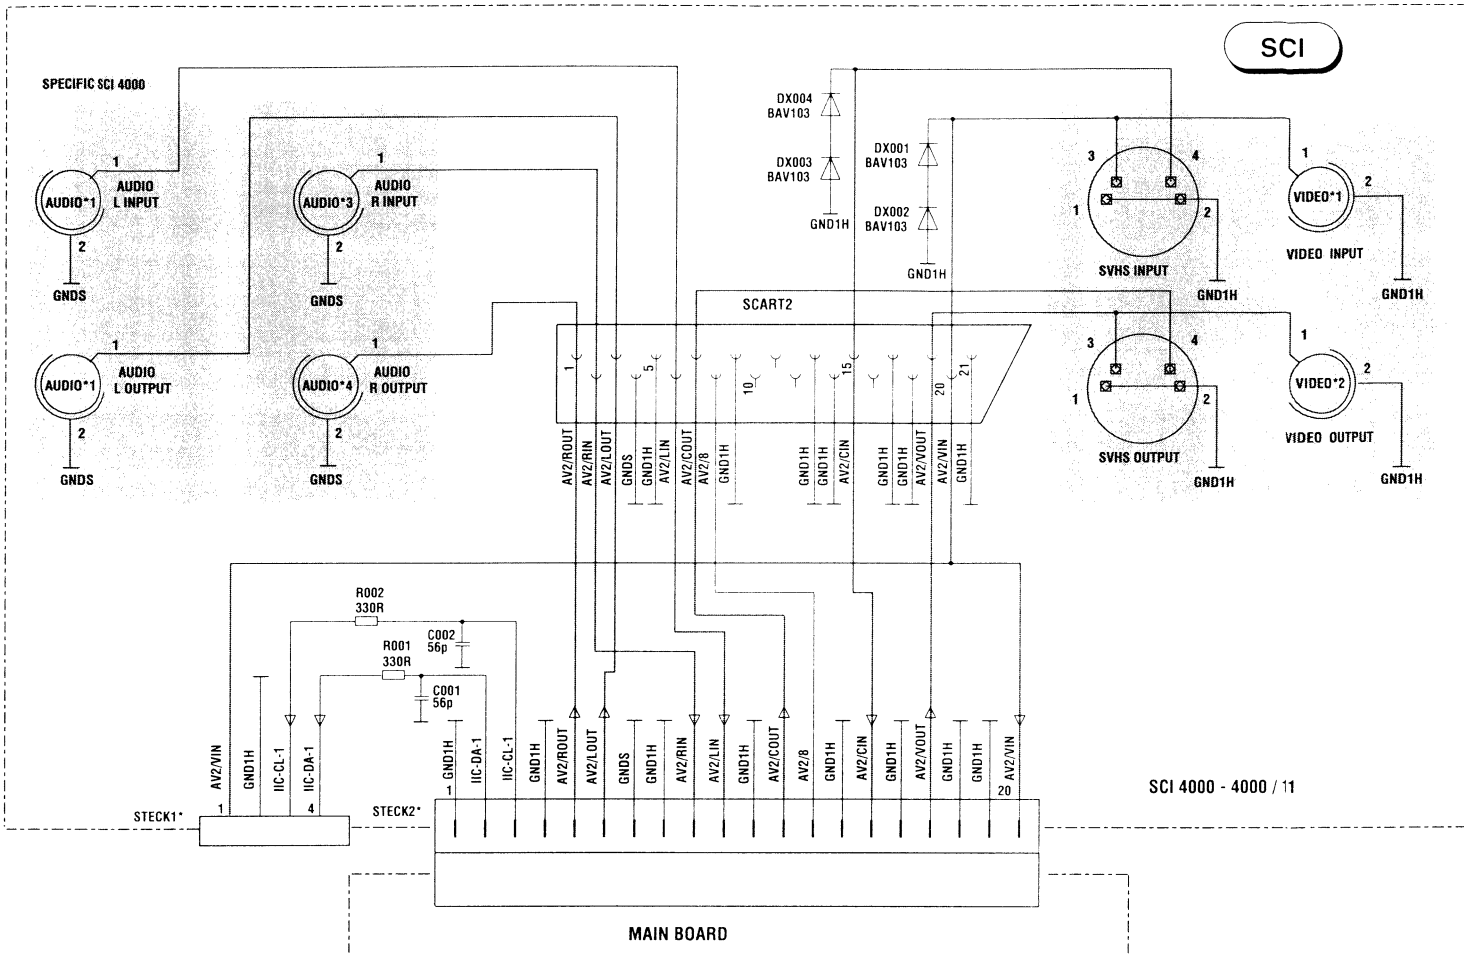 SCI
SPECIFIC SCI 4000
1
AUDIO
L INPUT
AUDIO*1
2
GNDS
1
AUDIO
R INPUT
AUDIO*3
2
GNDS
1
AUDIO
L OUTPUT
AUDIO*1
2
GNDS
1
AUDIO
R OUTPUT
AUDIO*4
2
GNDS
DX004
BAV103
DX003
BAV103
GND1H
DX001
BAV103
DX002
BAV103
GND1H
3
4
1
2
SVHS INPUT
GND1H
1
2
VIDEO*1
VIDEO INPUT
GND1H
3
4
1
2
SVHS OUTPUT
GND1H
1
2
VIDEO*2
VIDEO OUTPUT
GND1H
SCART2
1
5
10
15
20
21
AV2/ROUT
AV2/RIN
AV2/LOUT
GNDS
GND1H
AV2/LIN
AV2/COUT
AV2/8
GND1H
GND1H
GND1H
AV2/CIN
GND1H
GND1H
AV2/VOUT
AV2/VIN
GND1H
R002
330R
C002
56p
R001
330R
C001
56p
AV2/VIN
GND1H
IIC-CL-1
IIC-DA-1
1
4
STECK1*
GND1H
IIC-DA-1
IIC-CL-1
GND1H
AV2/ROUT
AV2/LOUT
GNDS
GND1H
AV2/RIN
AV2/LIN
GND1H
AV2/COUT
AV2/8
GND1H
AV2/CIN
GND1H
AV2/VOUT
GND1H
GND1H
AV2/VIN
1
20
STECK2*
SCI 4000 - 4000 / 11
MAIN BOARD